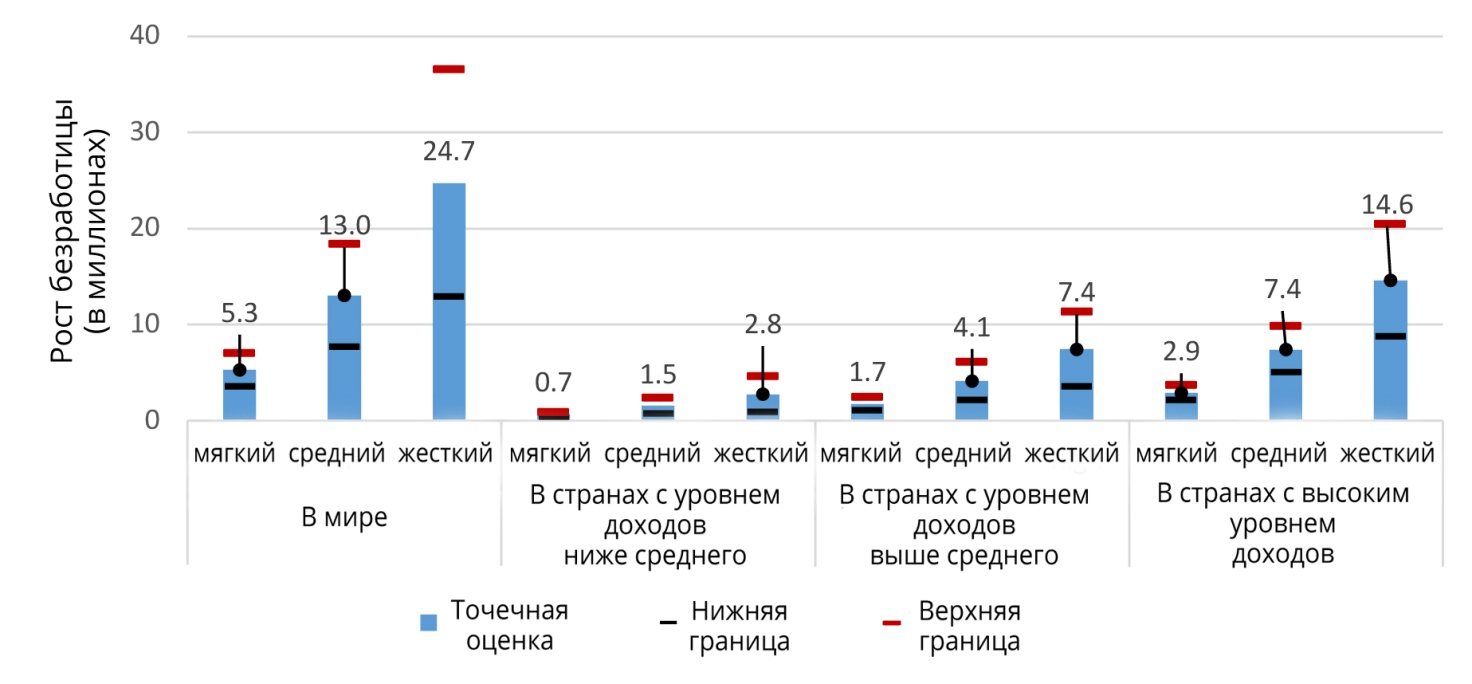 40
30
20
10
0
Рост безработицы
(в миллионах)
5.3
13.0
24.7
0.7
1.5
2.8
1.7
4.1
7.4
2.9
7.4
14.6
мягкий средний жесткий мягкий средний жесткий мягкий средний жесткий мягкий средний жесткий
В мире
В странах с уровнем
доходов
ниже среднего
В странах с уровнем
доходов
выше среднего
В странах с высоким
уровнем
доходов
Точечная
оценка
Нижняя
граница
Верхняя
граница